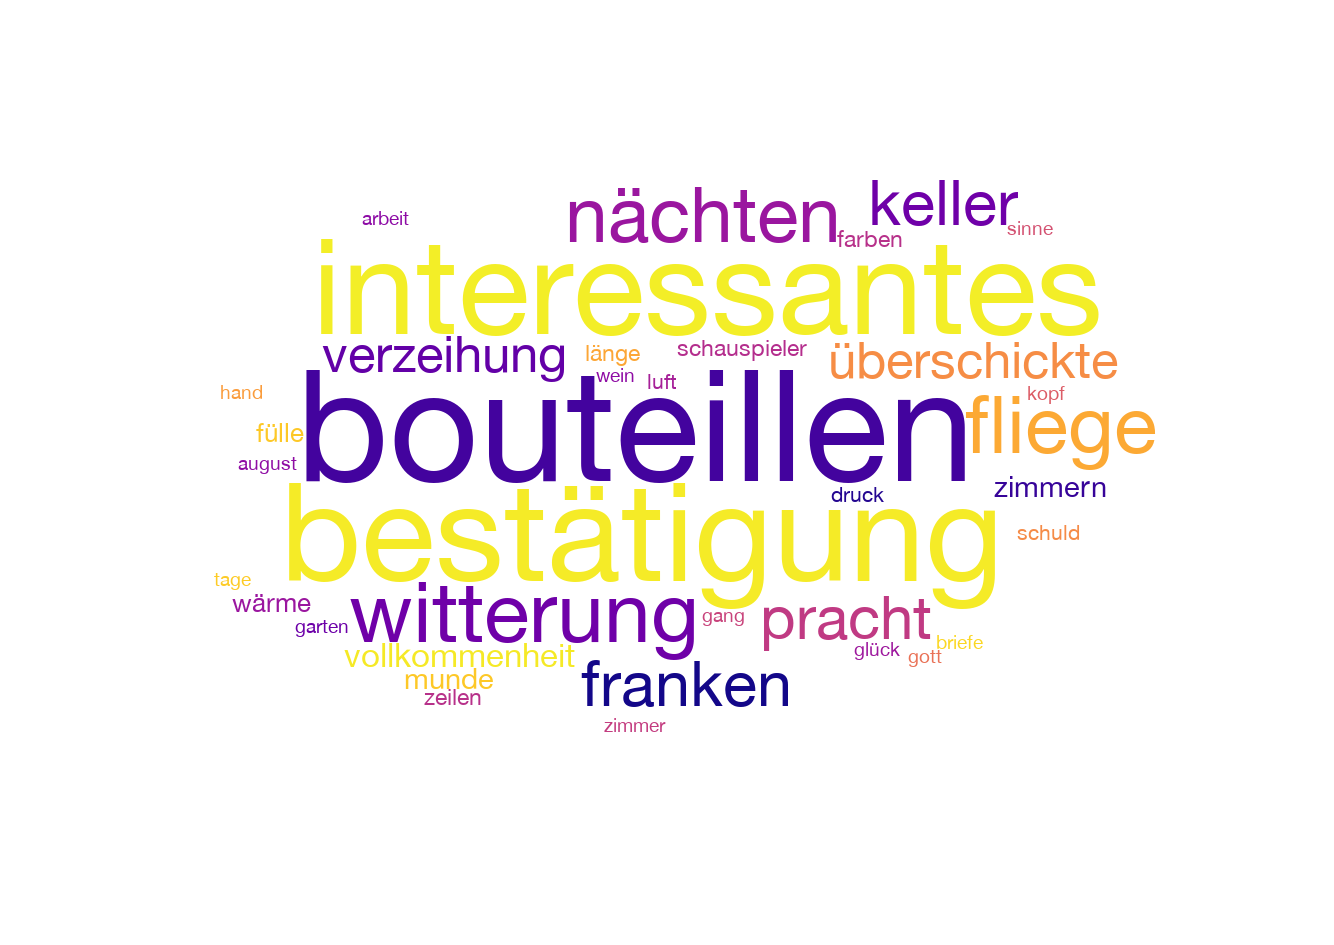 nächten
keller
arbeit
sinne
farben
interessantes
verzeihung
länge
schauspieler
überschickte
wein
luft
hand
kopf
bouteillen
fliege
fülle
august
zimmern
druck
bestätigung
schuld
tage
wärme
garten
witterung
gang
pracht
glück
briefe
gott
vollkommenheit
munde
franken
zeilen
zimmer